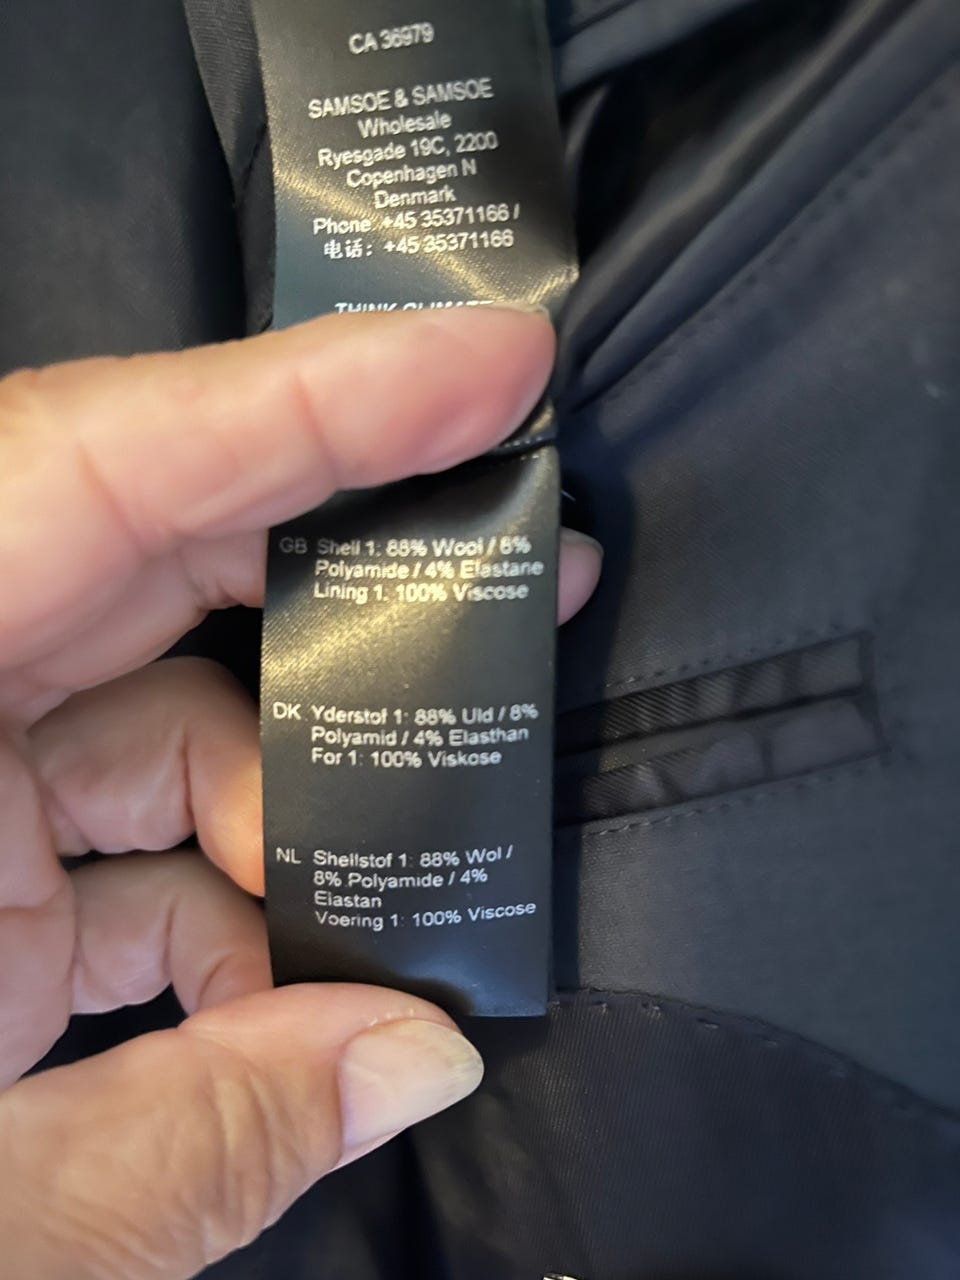 CA 36979
SAMSOE & SAMSOE
Wholesale
Ryesgade 19C, 2200
Copenhagen N
Denmark
Phone: +45 35371166 /
电话: +45 35371166
THINK CLIMATE
GB Shell 1: 88% Wool / 8%
Polyamide / 4% Elastane
Lining 1: 100% Viscose
DK Yderstof 1: 88% Uld / 8%
Polyamid / 4% Elasthan
For 1: 100% Viskose
NL Shellstof 1: 88% Wol /
8% Polyamide / 4%
Elastan
Voering 1: 100% Viscose